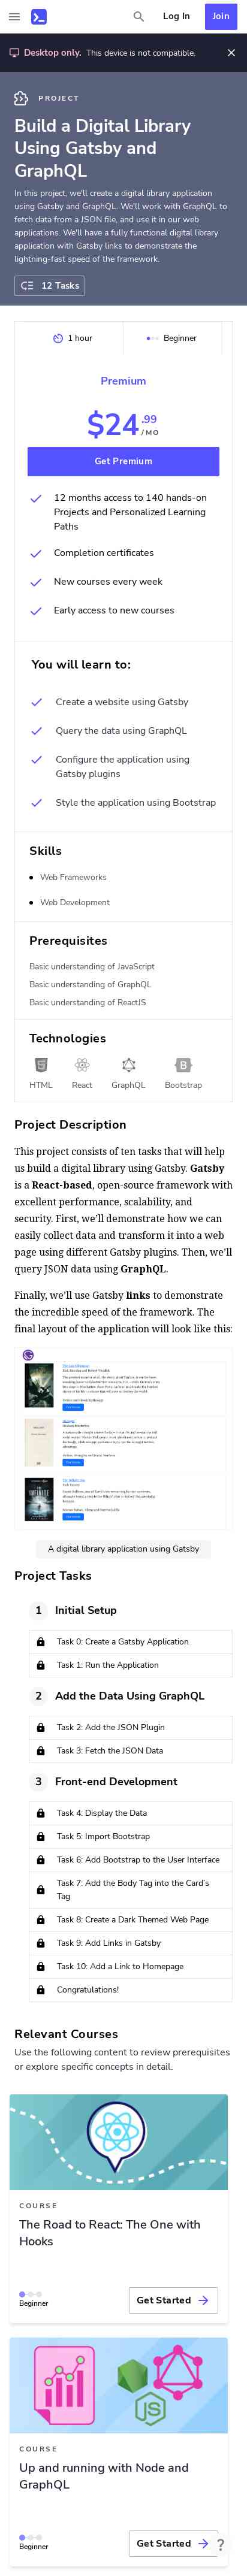 Log In
Join
Desktop only. This device is not compatible.
PROJECT
Build a Digital Library
Using Gatsby and
GraphQL
In this project, we'll create a digital library application
using Gatsby and GraphQL. We'll work with GraphQL to
fetch data from a JSON file, and use it in our web
applications. We'll have a fully functional digital library
application with Gatsby links to demonstrate the
lightning-fast speed of the framework.
12 Tasks
1 hour
Beginner
Premium
$24.99
/ MO
Get Premium
12 months access to 140 hands-on
Projects and Personalized Learning
Paths
Completion certificates
New courses every week
Early access to new courses
You will learn to:
Create a website using Gatsby
Query the data using GraphQL
Configure the application using
Gatsby plugins
Style the application using Bootstrap
Skills
Web Frameworks
Web Development
Prerequisites
Basic understanding of JavaScript
Basic understanding of GraphQL
Basic understanding of ReactJS
Technologies
HTML
React
GraphQL
Bootstrap
Project Description
This project consists of ten tasks that will help
us build a digital library using Gatsby. Gatsby
is a React-based, open-source framework with
excellent performance, scalability, and
security. First, we'll demonstrate how we can
easily collect data and transform it into a web
page using different Gatsby plugins. Then, we'll
query JSON data using GraphQL.
Finally, we'll use Gatsby links to demonstrate
the incredible speed of the framework. The
final layout of the application will look like this:
A digital library application using Gatsby
Project Tasks
1 Initial Setup
Task 0: Create a Gatsby Application
Task 1: Run the Application
2 Add the Data Using GraphQL
Task 2: Add the JSON Plugin
Task 3: Fetch the JSON Data
3 Front-end Development
Task 4: Display the Data
Task 5: Import Bootstrap
Task 6: Add Bootstrap to the User Interface
Task 7: Add the Body Tag into the Card's
Tag
Task 8: Create a Dark Themed Web Page
Task 9: Add Links in Gatsby
Task 10: Add a Link to Homepage
Congratulations!
Relevant Courses
Use the following content to review prerequisites
or explore specific concepts in detail.
COURSE
The Road to React: The One with
Hooks
Beginner
Get Started
COURSE
Up and running with Node and
GraphQL
Beginner
Get Started
?